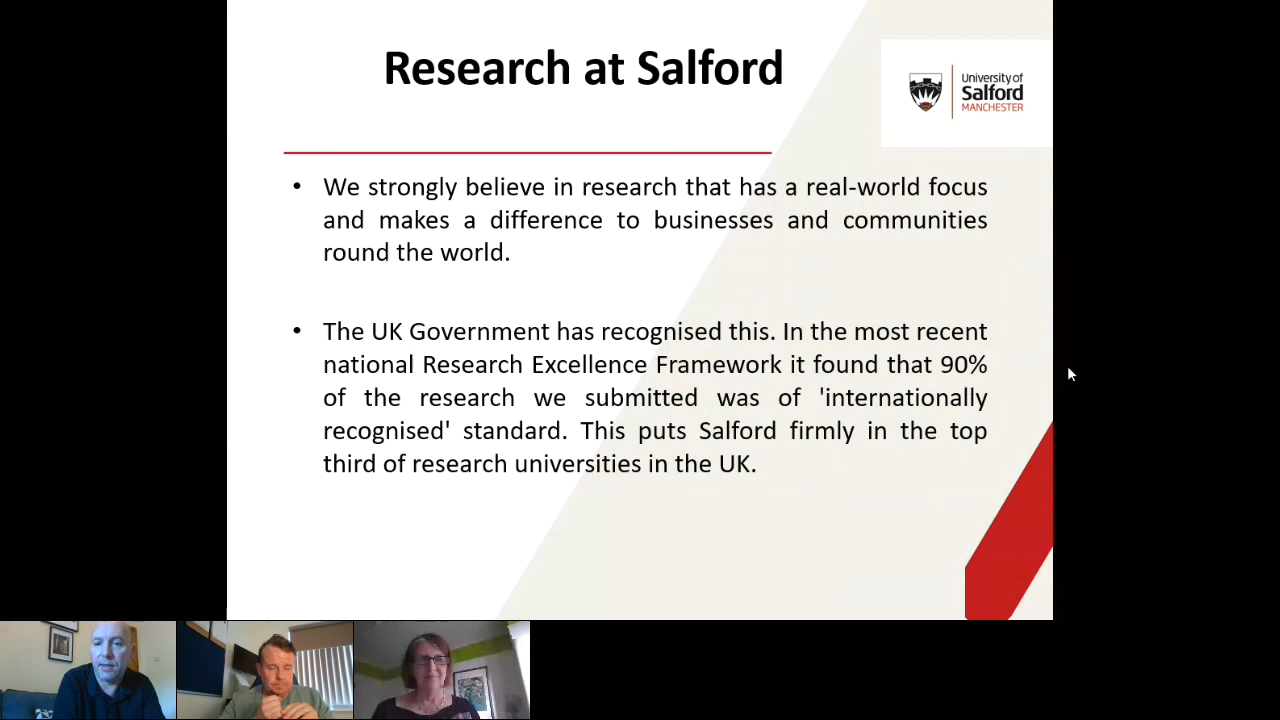 Research at Salford
University of
Salford
MANCHESTER
• We strongly believe in research that has a real-world focus
and makes a difference to businesses and communities
round the world.
• The UK Government has recognised this. In the most recent
national Research Excellence Framework it found that 90%
of the research we submitted was of 'internationally
recognised' standard. This puts Salford firmly in the top
third of research universities in the UK.